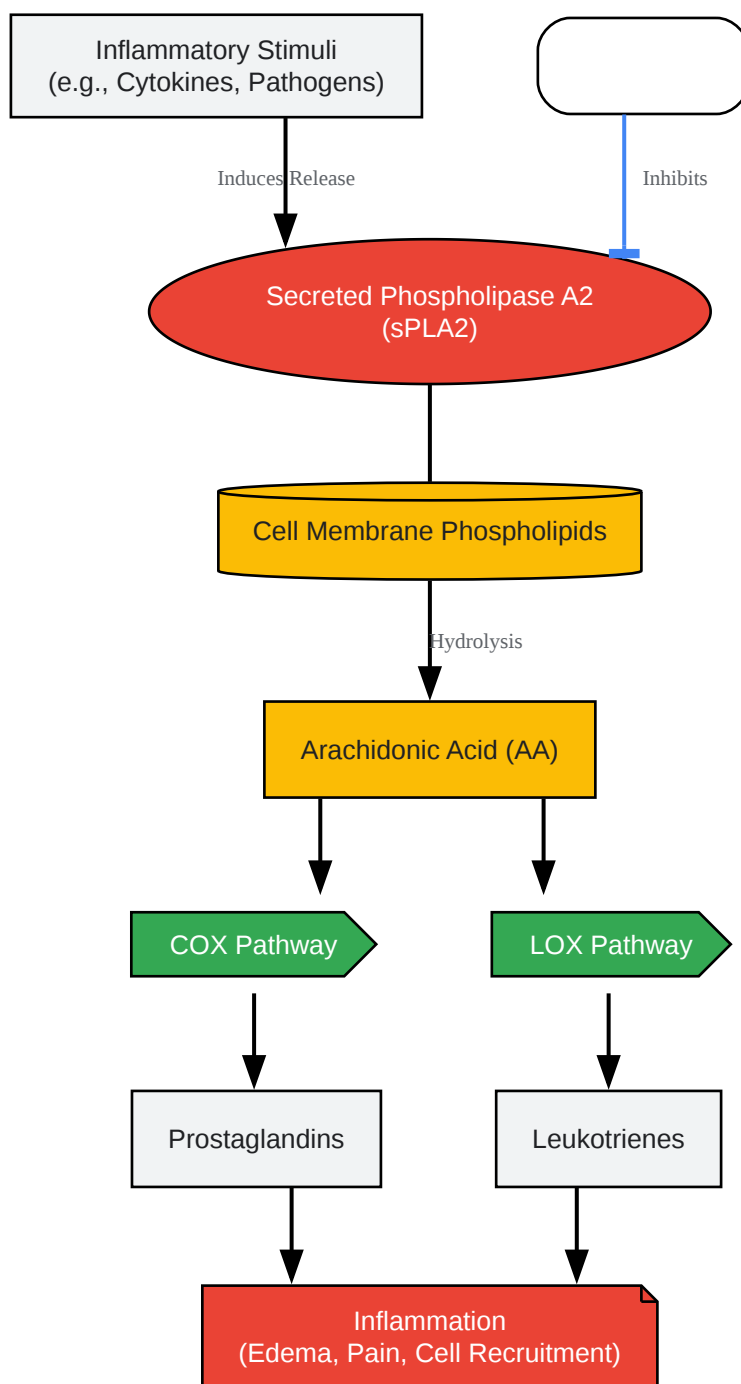 Inflammatory Stimuli
(e.g., Cytokines, Pathogens)
Induces Release
Inhibits
Secreted Phospholipase A2
(sPLA2)
Cell Membrane Phospholipids
Hydrolysis
Arachidonic Acid (AA)
COX Pathway
LOX Pathway
Prostaglandins
Leukotrienes
Inflammation
(Edema, Pain, Cell Recruitment)